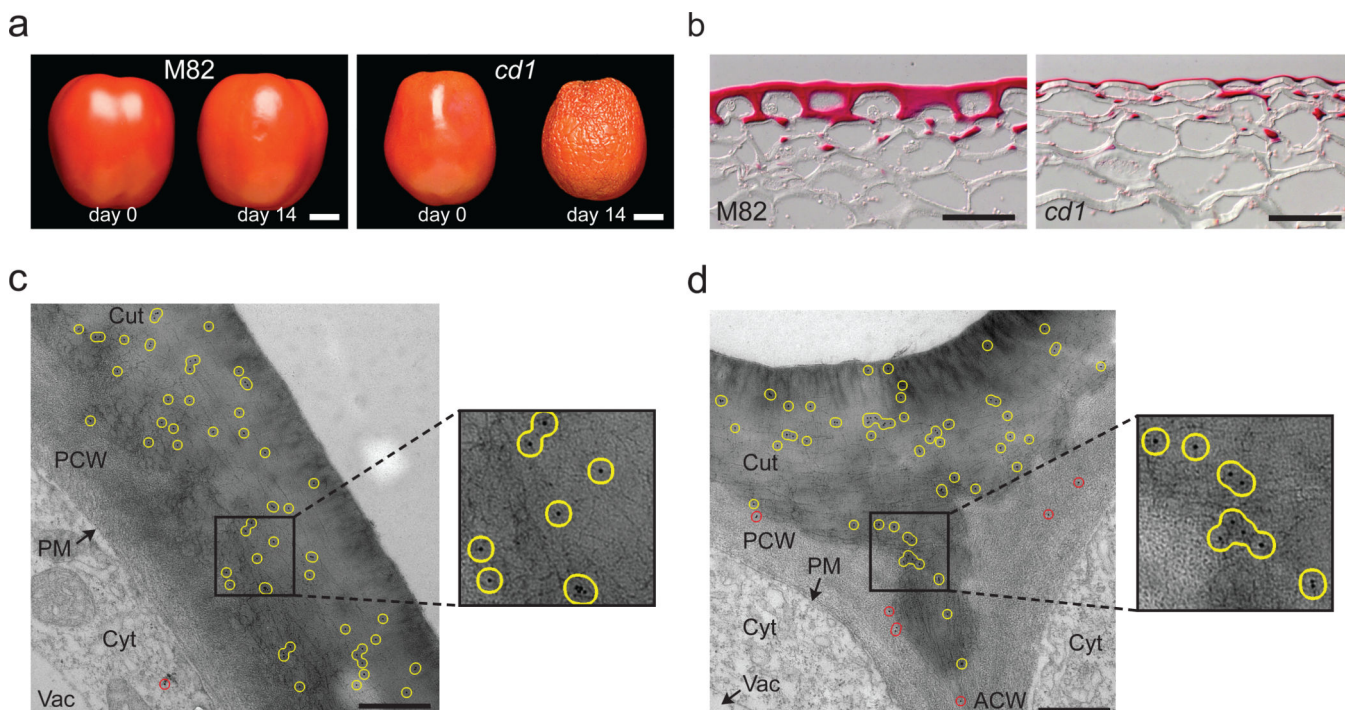 a
M82
cd1
day 0
day 14
day 0
day 14
b
M82
cd1
c
Cut
PCW
PM
Cyt
Vac
d
Cut
PCW
PM
Cyt
Cyt
Vac
ACW